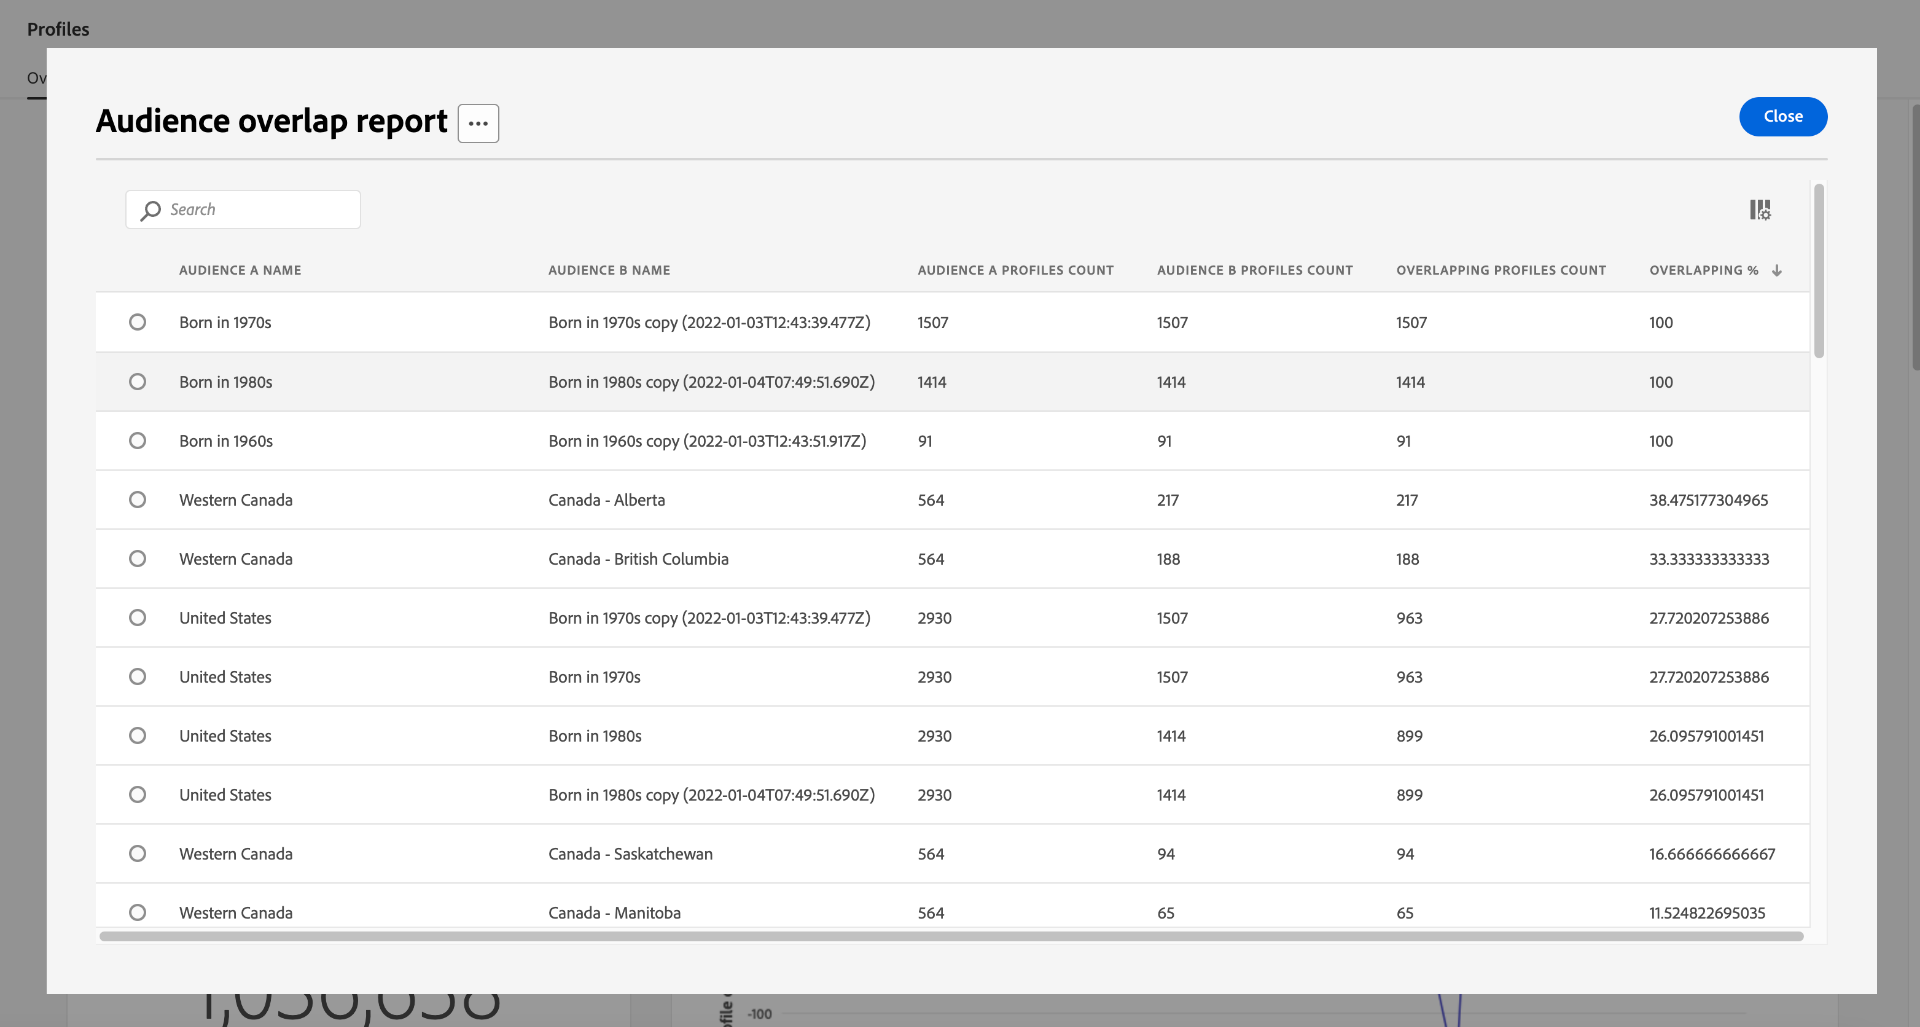 Profiles
Ov
Audience overlap report
Close
Search
AUDIENCE A NAME AUDIENCE B NAME AUDIENCE A PROFILES COUNT AUDIENCE B PROFILES COUNT OVERLAPPING PROFILES COUNT OVERLAPPING %
Born in 1970s Born in 1970s copy (2022-01-03T12:43:39.477Z) 1507 1507 1507 100
Born in 1980s Born in 1980s copy (2022-01-04T07:49:51.690Z) 1414 1414 1414 100
Born in 1960s Born in 1960s copy (2022-01-03T12:43:51.917Z) 91 91 91 100
Western Canada Canada - Alberta 564 217 217 38.475177304965
Western Canada Canada - British Columbia 564 188 188 33.333333333333
United States Born in 1970s copy (2022-01-03T12:43:39.477Z) 2930 1507 963 27.720207253886
United States Born in 1970s 2930 1507 963 27.720207253886
United States Born in 1980s 2930 1414 899 26.095791001451
United States Born in 1980s copy (2022-01-04T07:49:51.690Z) 2930 1414 899 26.095791001451
Western Canada Canada - Saskatchewan 564 94 94 16.666666666667
Western Canada Canada - Manitoba 564 65 65 11.524822695035
-100